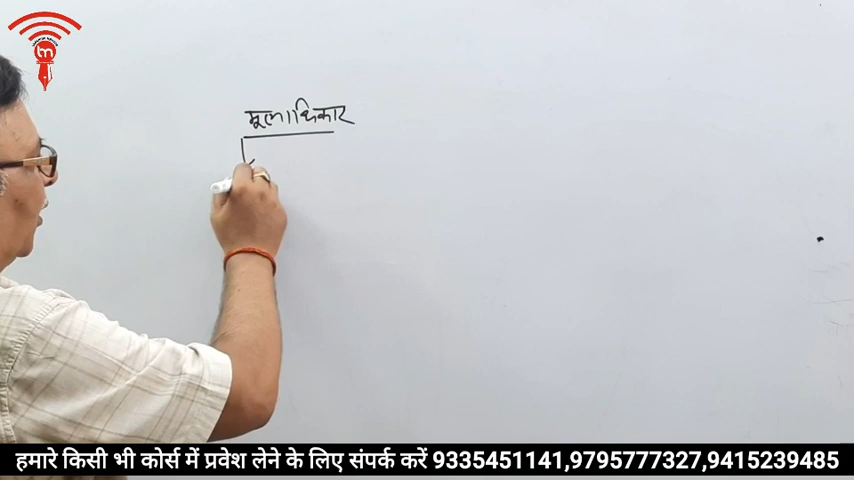 मूलाधिकार
हमारे किसी भी कोर्स में प्रवेश लेने के लिए संपर्क करें 9335451141,9795777327,9415239485